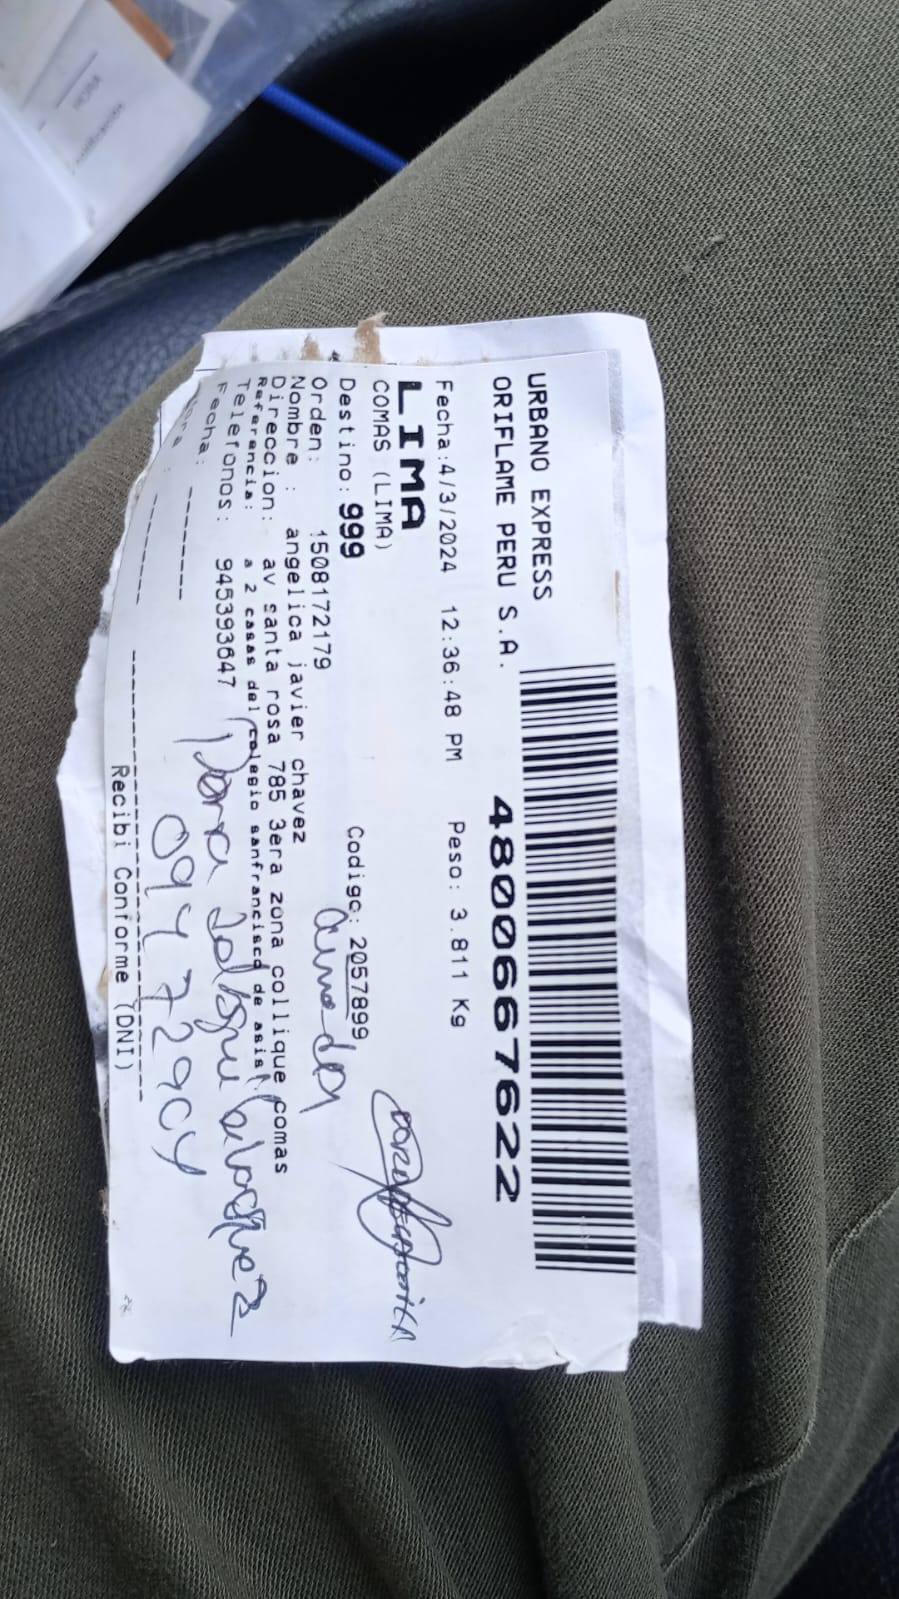 URBANO EXPRESS
ORIFLAME PERU S.A.
48006667622
Fecha:4/3/2024 12:36:48 PM Peso: 3.811 Kg
LIMA
COMAS (LIMA)
Destino: 999 Codigo: 2057899
Orden: 1508172179
Nombre : angelica javier chavez
Direccion: av santa rosa 785 3era zona collique comas
Referencia: a 2 casas del colegio sanfrancisco de asis
Telefonos: 945393647
Fecha: -------
-------
Recibi Conforme (DNI)